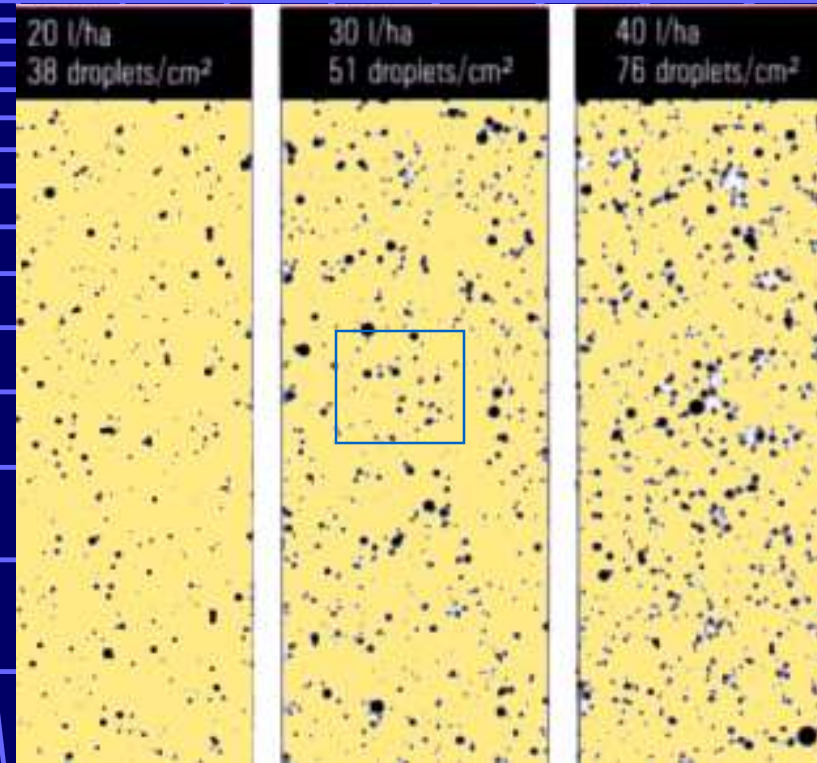 20 l/ha
38 droplets/cm²
30 l/ha
51 droplets/cm²
40 l/ha
76 droplets/cm²